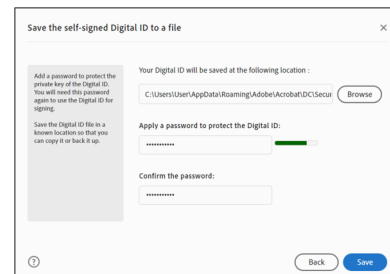 Save the self-signed Digital ID to a file
×
Add a password to protect the
private key of the Digital ID.
You will need this password
again to use the Digital ID for
signing.
Save the Digital ID file in a
known location so that you
can copy it or back it up.
Your Digital ID will be saved at the following location :
C:\Users\User\AppData\Roaming\Adobe\Acrobat\DC\Secur
Browse
Apply a password to protect the Digital ID:
•••••••••••
Confirm the password:
•••••••••••
?
Back
Save